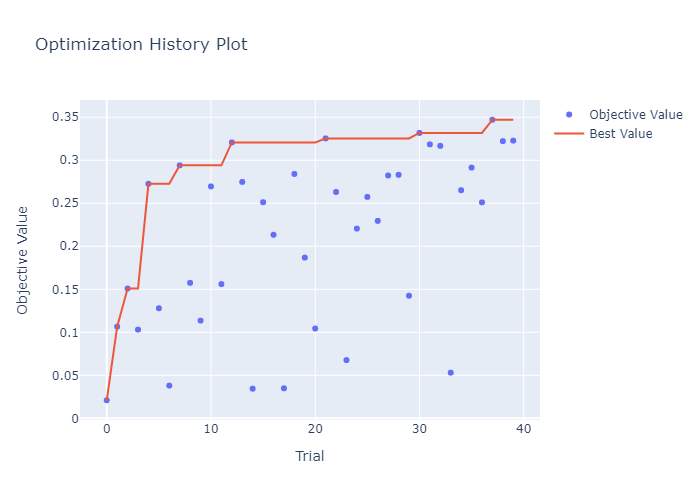 Optimization History Plot
Objective Value
Best Value
0.35
0.3
0.25
0.2
0.15
0.1
0.05
0
Objective Value
0 10 20 30 40
Trial